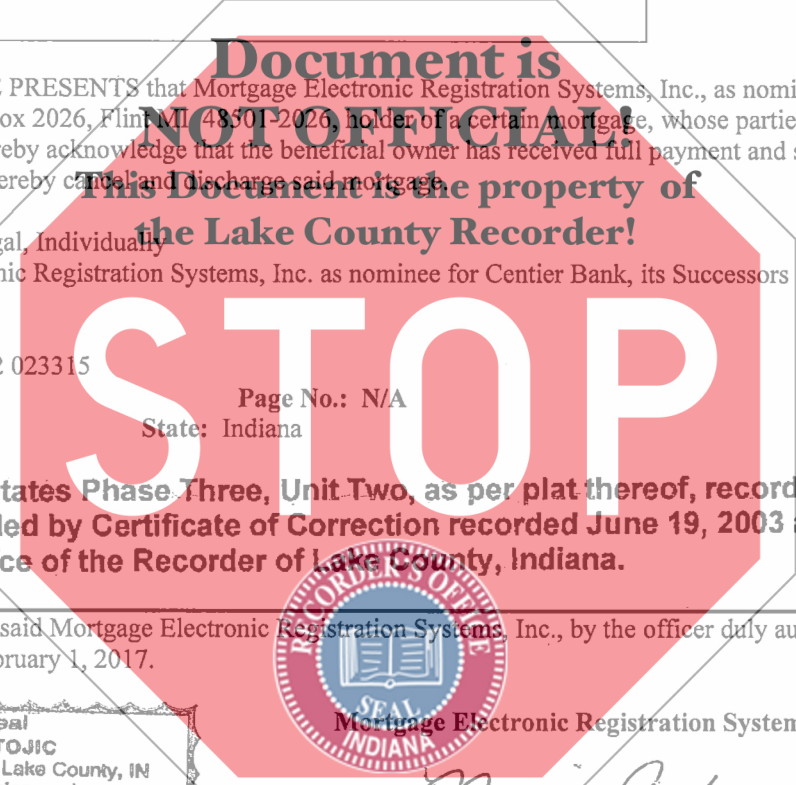 Document is
E PRESENTS that Mortgage Electronic Registration Systems, Inc., as nomi
ox 2026, Flint MI 48501-2026, holder of a certain mortgage, whose partie
NOT OFFICIAL!
reby acknowledge that the beneficial owner has received full payment and s
ereby cancel and discharge said mortgage.
This Document is the property of
the Lake County Recorder!
gal, Individually
nic Registration Systems, Inc. as nominee for Centier Bank, its Successors
STOP
2 023315
Page No.: N/A
State: Indiana
tates Phase Three, Unit Two, as per plat thereof, record
led by Certificate of Correction recorded June 19, 2003
ce of the Recorder of Lake County, Indiana.
RECORDER'S OFFICE
SEAL
INDIANA
said Mortgage Electronic Registration Systems, Inc., by the officer duly au
bruary 1, 2017.
eal
TOJIC
Lake County, IN
Mortgage Electronic Registration System